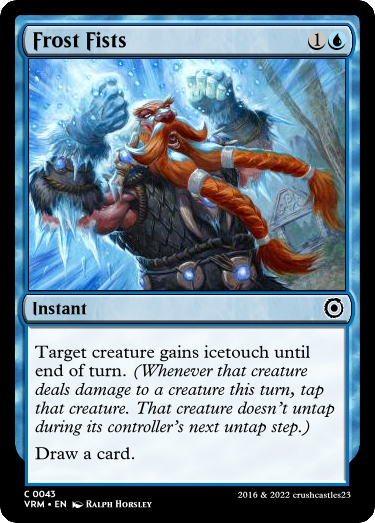 Frost Fists 1
Instant
Target creature gains icetouch until
end of turn. (Whenever that creature
deals damage to a creature this turn, tap
that creature. That creature doesn't untap
during its controller's next untap step.)
Draw a card.
C 0043
VRM • EN Ralph Horsley
2016 & 2022 crushcastles23